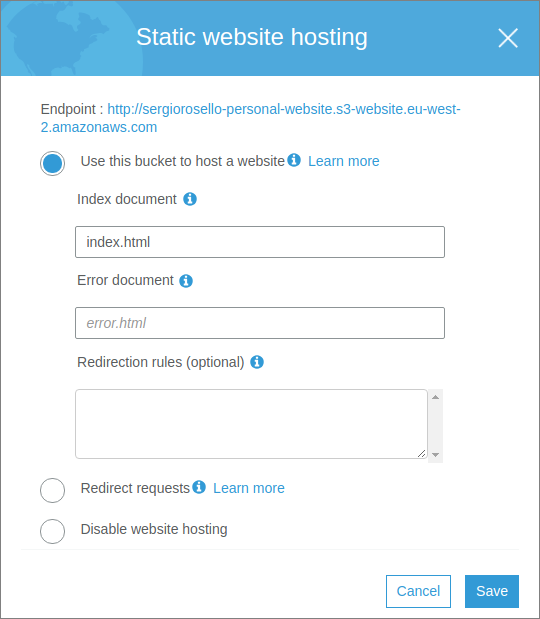 Static website hosting
Endpoint : http://sergiorosello-personal-website.s3-website.eu-west-
2.amazonaws.com
Use this bucket to host a website Learn more
Index document
index.html
Error document
error.html
Redirection rules (optional)
Redirect requests Learn more
Disable website hosting
Cancel Save